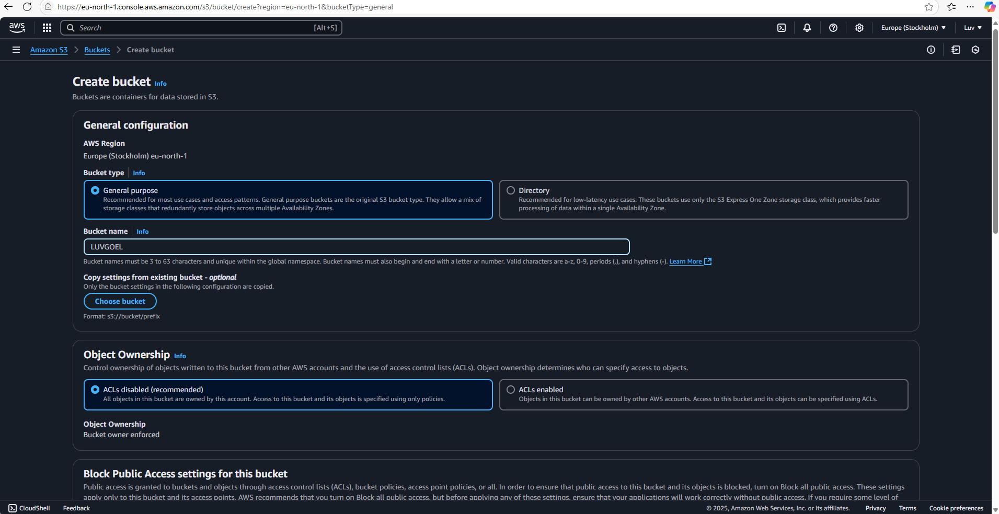 https://eu-north-1.console.aws.amazon.com/s3/bucket/create?region=eu-north-1&bucketType=general
aws
Search
[Alt+S]
Europe (Stockholm)
Luv
Amazon S3
Buckets
Create bucket
Create bucket Info
Buckets are containers for data stored in S3.
General configuration
AWS Region
Europe (Stockholm) eu-north-1
Bucket type Info
General purpose
Recommended for most use cases and access patterns. General purpose buckets are the original S3 bucket type. They allow a mix of
storage classes that redundantly store objects across multiple Availability Zones.
Directory
Recommended for low-latency use cases. These buckets use only the S3 Express One Zone storage class, which provides faster
processing of data within a single Availability Zone.
Bucket name Info
LUVGOEL
Bucket names must be 3 to 63 characters and unique within the global namespace. Bucket names must also begin and end with a letter or number. Valid characters are a-z, 0-9, periods (.), and hyphens (-). Learn More
Copy settings from existing bucket - optional
Only the bucket settings in the following configuration are copied.
Choose bucket
Format: s3://bucket/prefix
Object Ownership Info
Control ownership of objects written to this bucket from other AWS accounts and the use of access control lists (ACLs). Object ownership determines who can specify access to objects.
ACLs disabled (recommended)
All objects in this bucket are owned by this account. Access to this bucket and its objects is specified using only policies.
ACLs enabled
Objects in this bucket can be owned by other AWS accounts. Access to this bucket and its objects can be specified using ACLs.
Object Ownership
Bucket owner enforced
Block Public Access settings for this bucket
Public access is granted to buckets and objects through access control lists (ACLs), bucket policies, access point policies, or all. In order to ensure that public access to this bucket and its objects is blocked, turn on Block all public access. These settings
apply only to this bucket and its access points. AWS recommends that you turn on Block all public access, but before applying any of these settings, ensure that your applications will work correctly without public access. If you require some level of
CloudShell
Feedback
© 2025, Amazon Web Services, Inc. or its affiliates.
Privacy
Terms
Cookie preferences